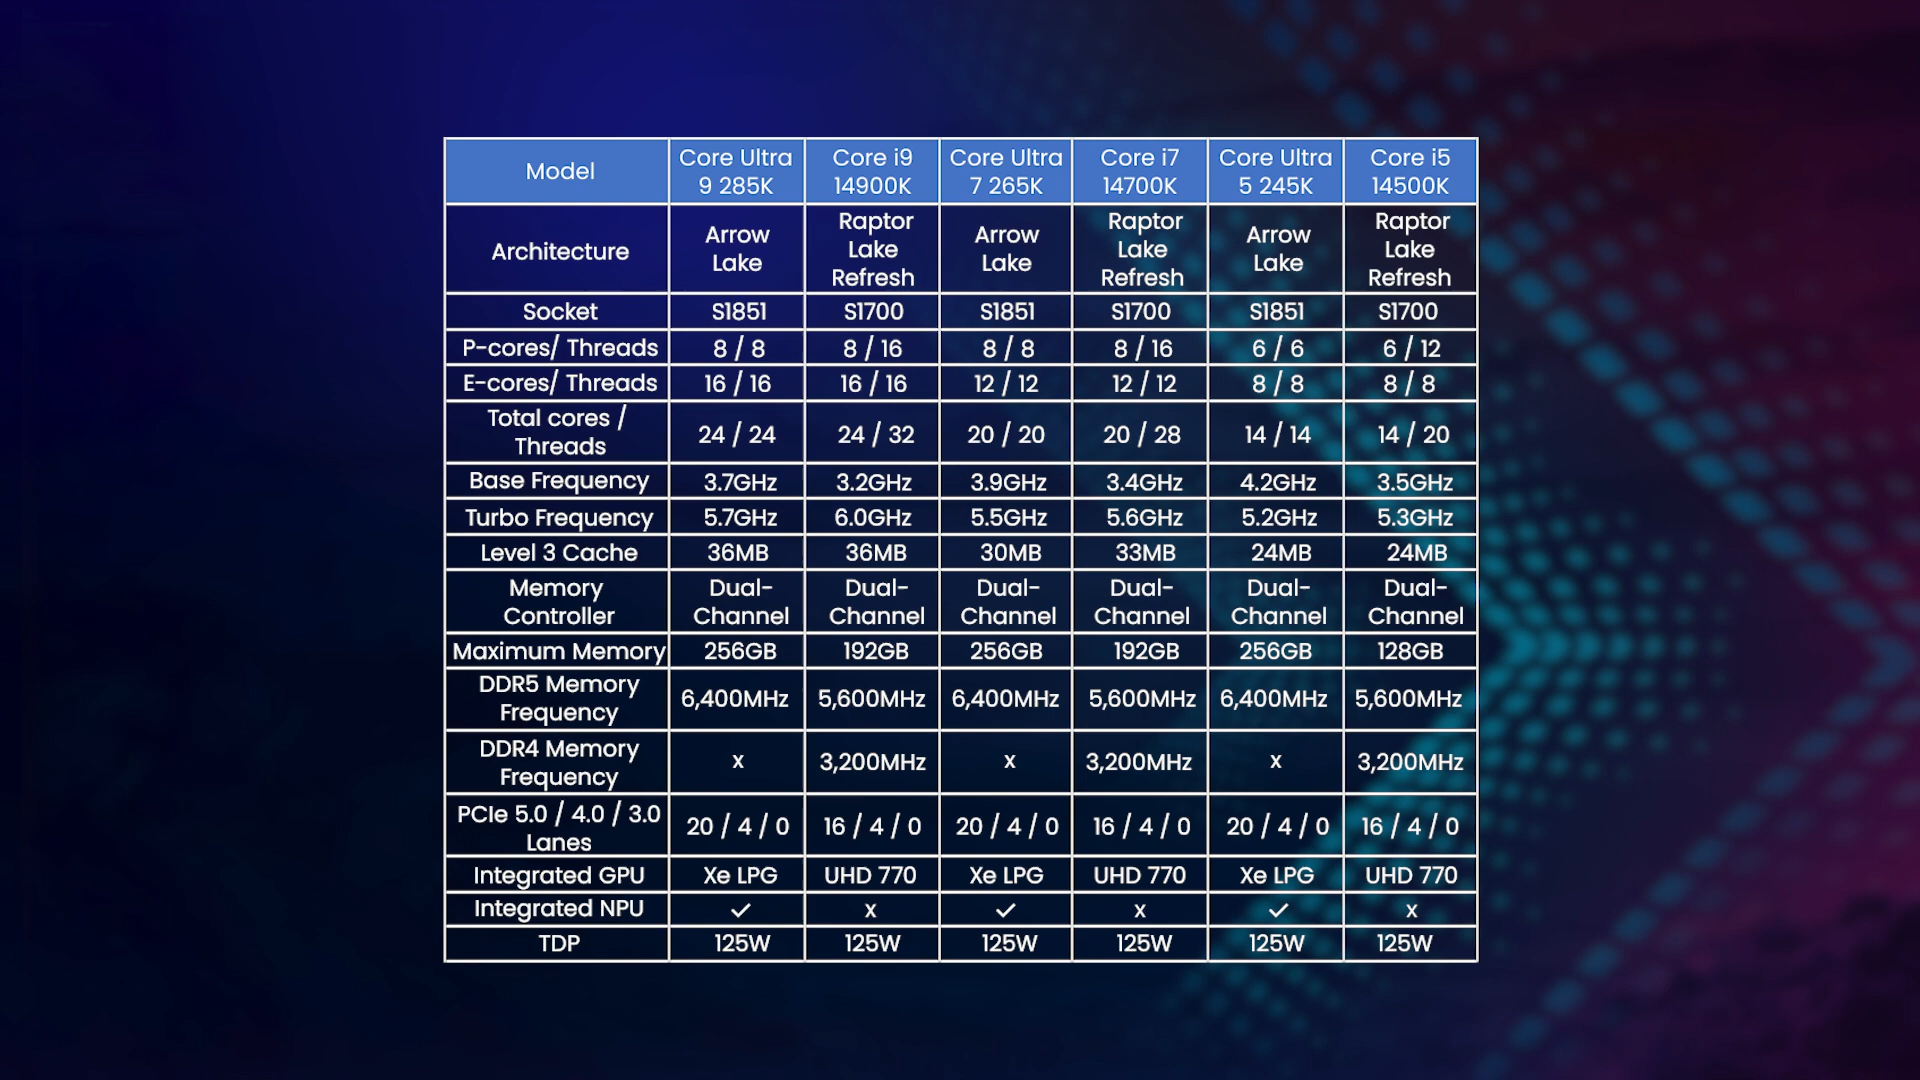 Model Core Ultra 9 285K Core i9 14900K Core Ultra 7 265K Core i7 14700K Core Ultra 5 245K Core i5 14500K
Architecture Arrow Lake Raptor Lake Refresh Arrow Lake Raptor Lake Refresh Arrow Lake Raptor Lake Refresh
Socket S1851 S1700 S1851 S1700 S1851 S1700
P-cores/ Threads 8 / 8 8 / 16 8 / 8 8 / 16 6 / 6 6 / 12
E-cores/ Threads 16 / 16 16 / 16 12 / 12 12 / 12 8 / 8 8 / 8
Total cores / Threads 24 / 24 24 / 32 20 / 20 20 / 28 14 / 14 14 / 20
Base Frequency 3.7GHz 3.2GHz 3.9GHz 3.4GHz 4.2GHz 3.5GHz
Turbo Frequency 5.7GHz 6.0GHz 5.5GHz 5.6GHz 5.2GHz 5.3GHz
Level 3 Cache 36MB 36MB 30MB 33MB 24MB 24MB
Memory Controller Dual-Channel Dual-Channel Dual-Channel Dual-Channel Dual-Channel Dual-Channel
Maximum Memory 256GB 192GB 256GB 192GB 256GB 128GB
DDR5 Memory Frequency 6,400MHz 5,600MHz 6,400MHz 5,600MHz 6,400MHz 5,600MHz
DDR4 Memory Frequency x 3,200MHz x 3,200MHz x 3,200MHz
PCIe 5.0 / 4.0 / 3.0 Lanes 20 / 4 / 0 16 / 4 / 0 20 / 4 / 0 16 / 4 / 0 20 / 4 / 0 16 / 4 / 0
Integrated GPU Xe LPG UHD 770 Xe LPG UHD 770 Xe LPG UHD 770
Integrated NPU ✓ x ✓ x ✓ x
TDP 125W 125W 125W 125W 125W 125W